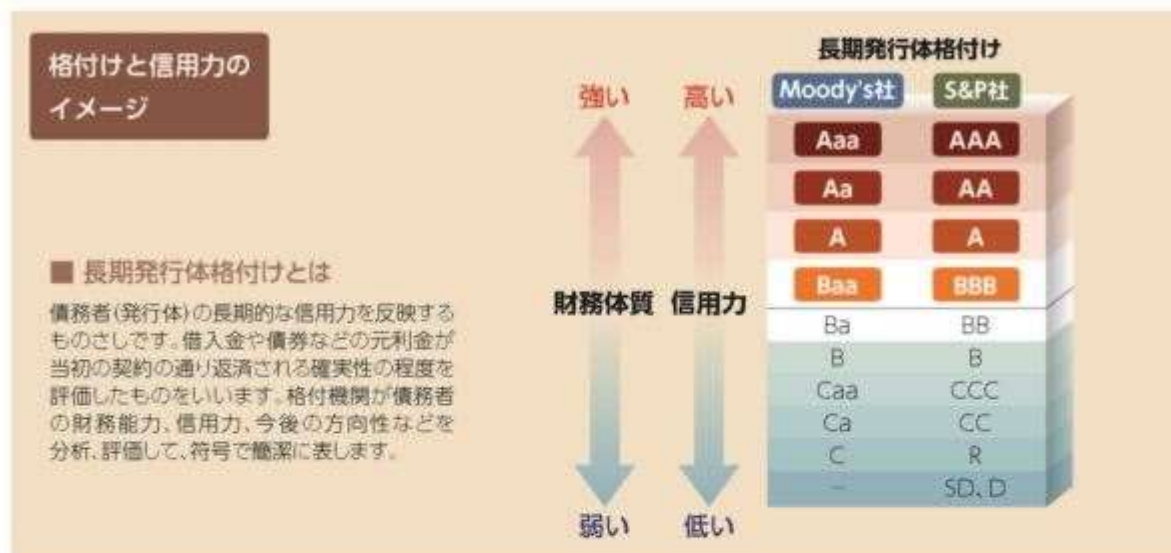 格付けと信用力の
イメージ
■ 長期発行体格付けとは
債務者(発行体)の長期的な信用力を反映する
ものさしです。借入金や債券などの元利金が
当初の契約の通り返済される確実性の程度を
評価したものをいいます。格付機関が債務者
の財務能力、信用力、今後の方向性などを
分析、評価して、符号で簡潔に表します。
長期発行体格付け
強い 高い Moody's社 S&P社
Aaa AAA
Aa AA
A A
Baa BBB
財務体質 信用力
Ba BB
B B
Caa CCC
Ca CC
C R
− SD、D
弱い 低い